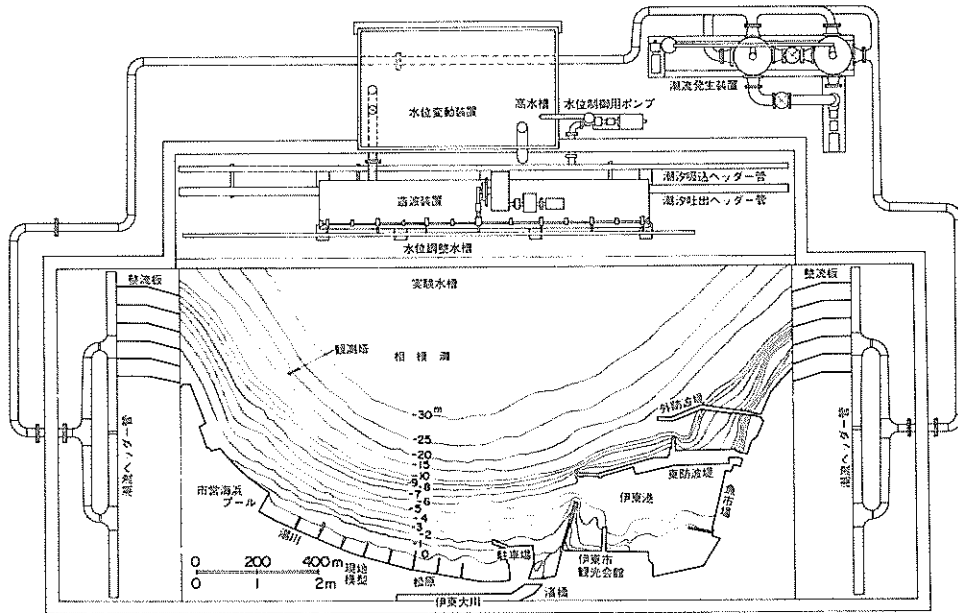 潮流発生装置
水位変動装置
高水槽
水位制御用ポンプ
潮汐吸込ヘッダー管
潮汐吐出ヘッダー管
造波装置
水位調整水槽
整流板
実験水槽
整流板
観測塔
相模灘
-30m
-25
-20
-15
-10
-9
-8
-7
-6
-5
-4
-3
-2
-1
0
外防波堤
東防波堤
伊東港
魚市場
潮流ヘッダー管
潮流ヘッダー管
市営海浜
プール
湯川
松原
駐車場
伊東市
観光会館
渚橋
伊東大川
0 200 400m
現地
模型
0 1 2m